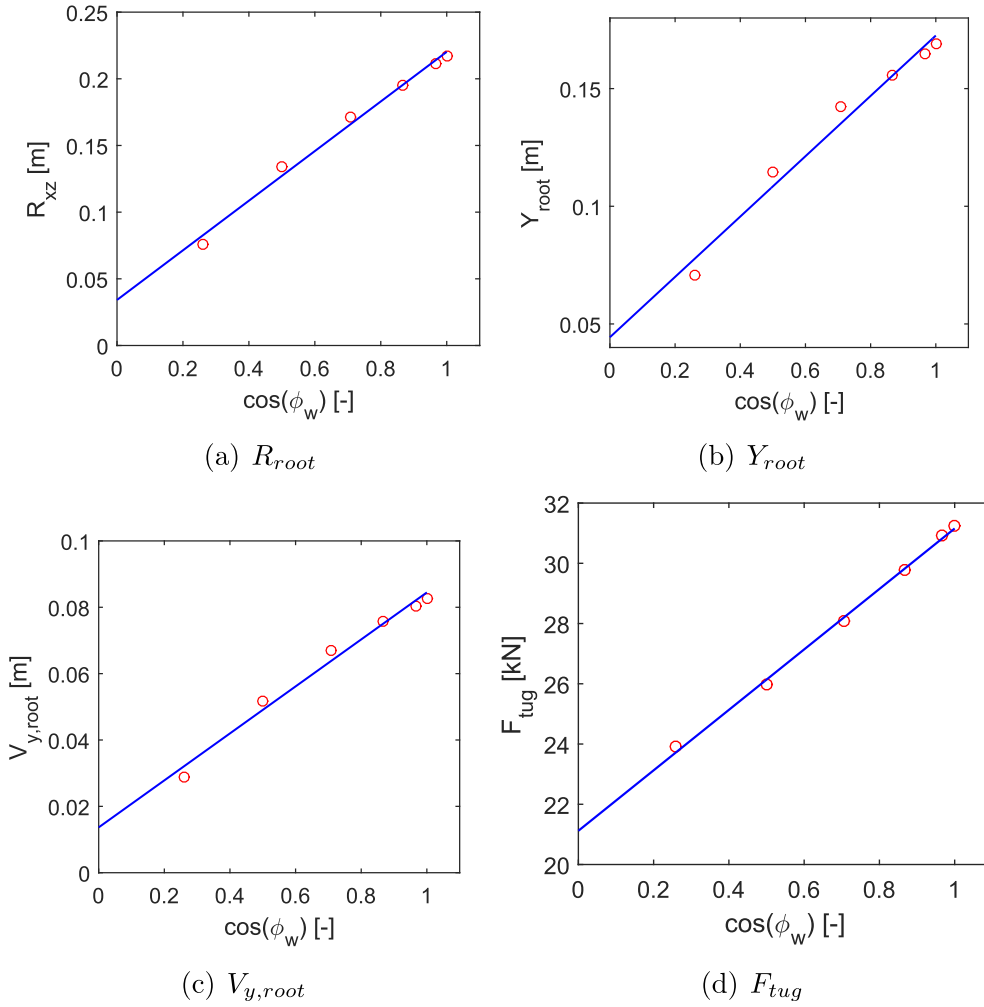 0.25
0.2
0.15
0.1
0.05
0
R_xz [m]
0 0.2 0.4 0.6 0.8 1
cos(ϕ_w) [-]
(a) R_root
0.15
0.1
0.05
Y_root [m]
0 0.2 0.4 0.6 0.8 1
cos(ϕ_w) [-]
(b) Y_root
0.1
0.08
0.06
0.04
0.02
0
V_y,root [m]
0 0.2 0.4 0.6 0.8 1
cos(ϕ_w) [-]
(c) V_y,root
32
30
28
26
24
22
20
F_tug [kN]
0 0.2 0.4 0.6 0.8 1
cos(ϕ_w) [-]
(d) F_tug